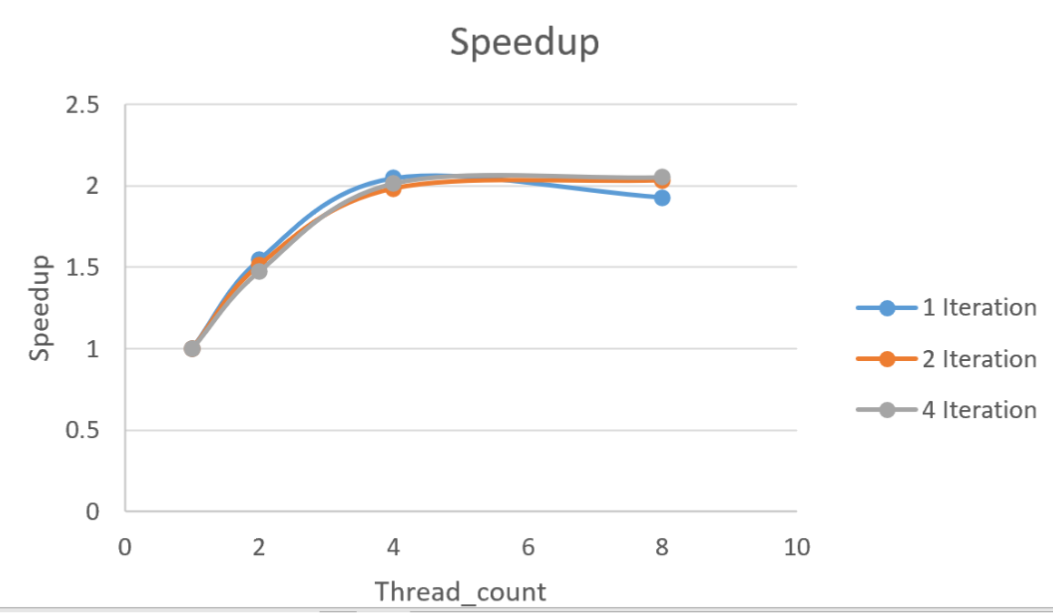 Speedup
2.5
2
1.5
1
0.5
0
Speedup
0 2 4 6 8 10
Thread_count
1 Iteration
2 Iteration
4 Iteration